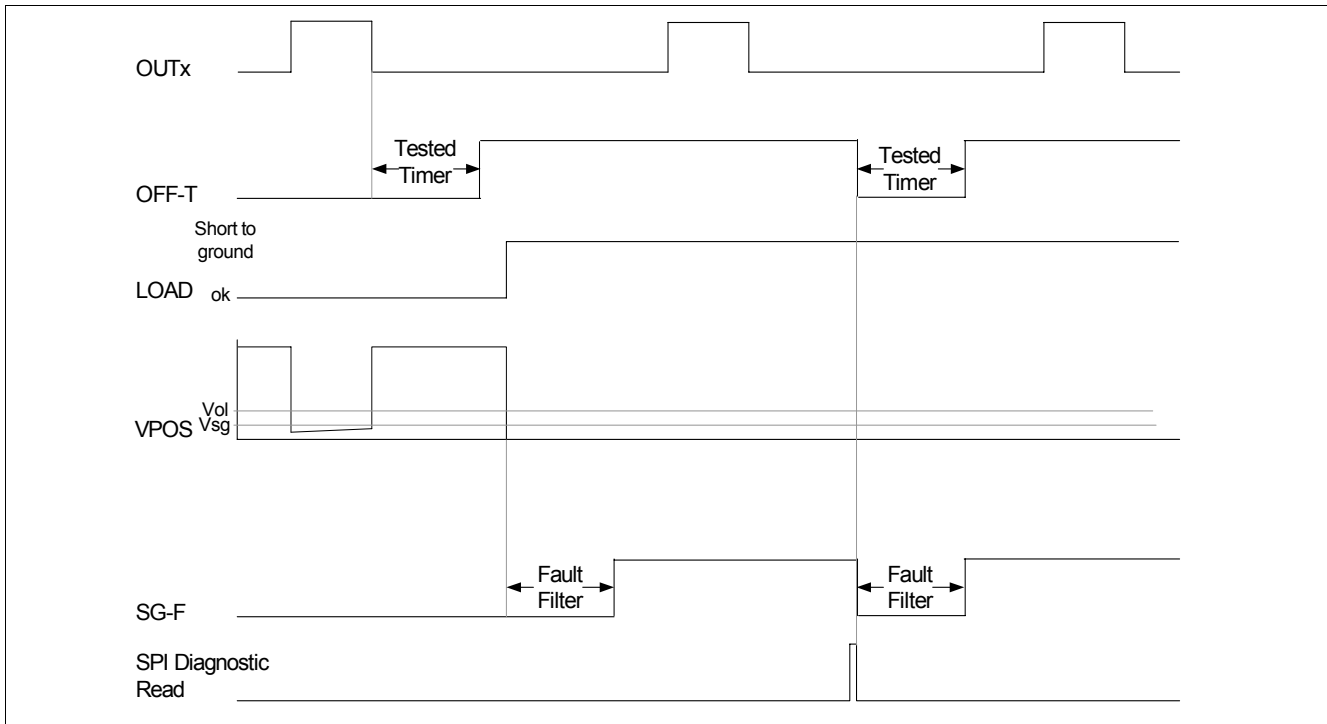 OUTx
Tested
Timer
Tested
Timer
OFF-T
Short to
ground
LOAD ok
Vol
VPOS Vsg
Fault
Filter
Fault
Filter
SG-F
SPI Diagnostic
Read